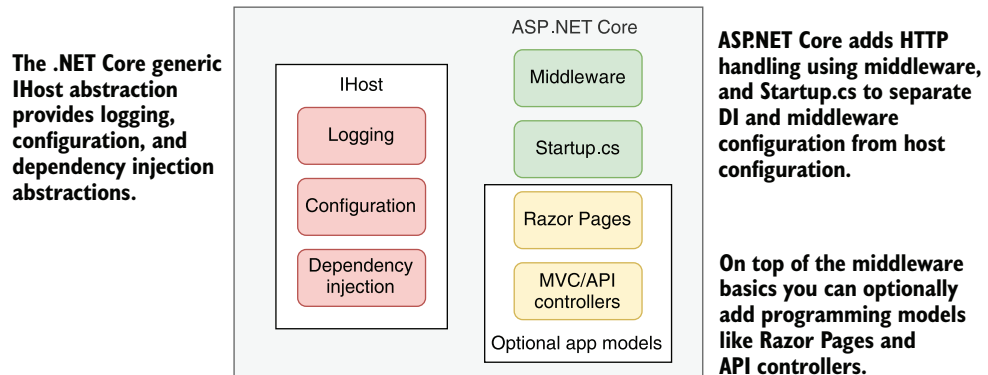 The .NET Core generic
IHost abstraction
provides logging,
configuration, and
dependency injection
abstractions.
ASP.NET Core
IHost
Logging
Configuration
Dependency
injection
Middleware
Startup.cs
Razor Pages
MVC/API
controllers
Optional app models
ASP.NET Core adds HTTP
handling using middleware,
and Startup.cs to separate
DI and middleware
configuration from host
configuration.
On top of the middleware
basics you can optionally
add programming models
like Razor Pages and
API controllers.